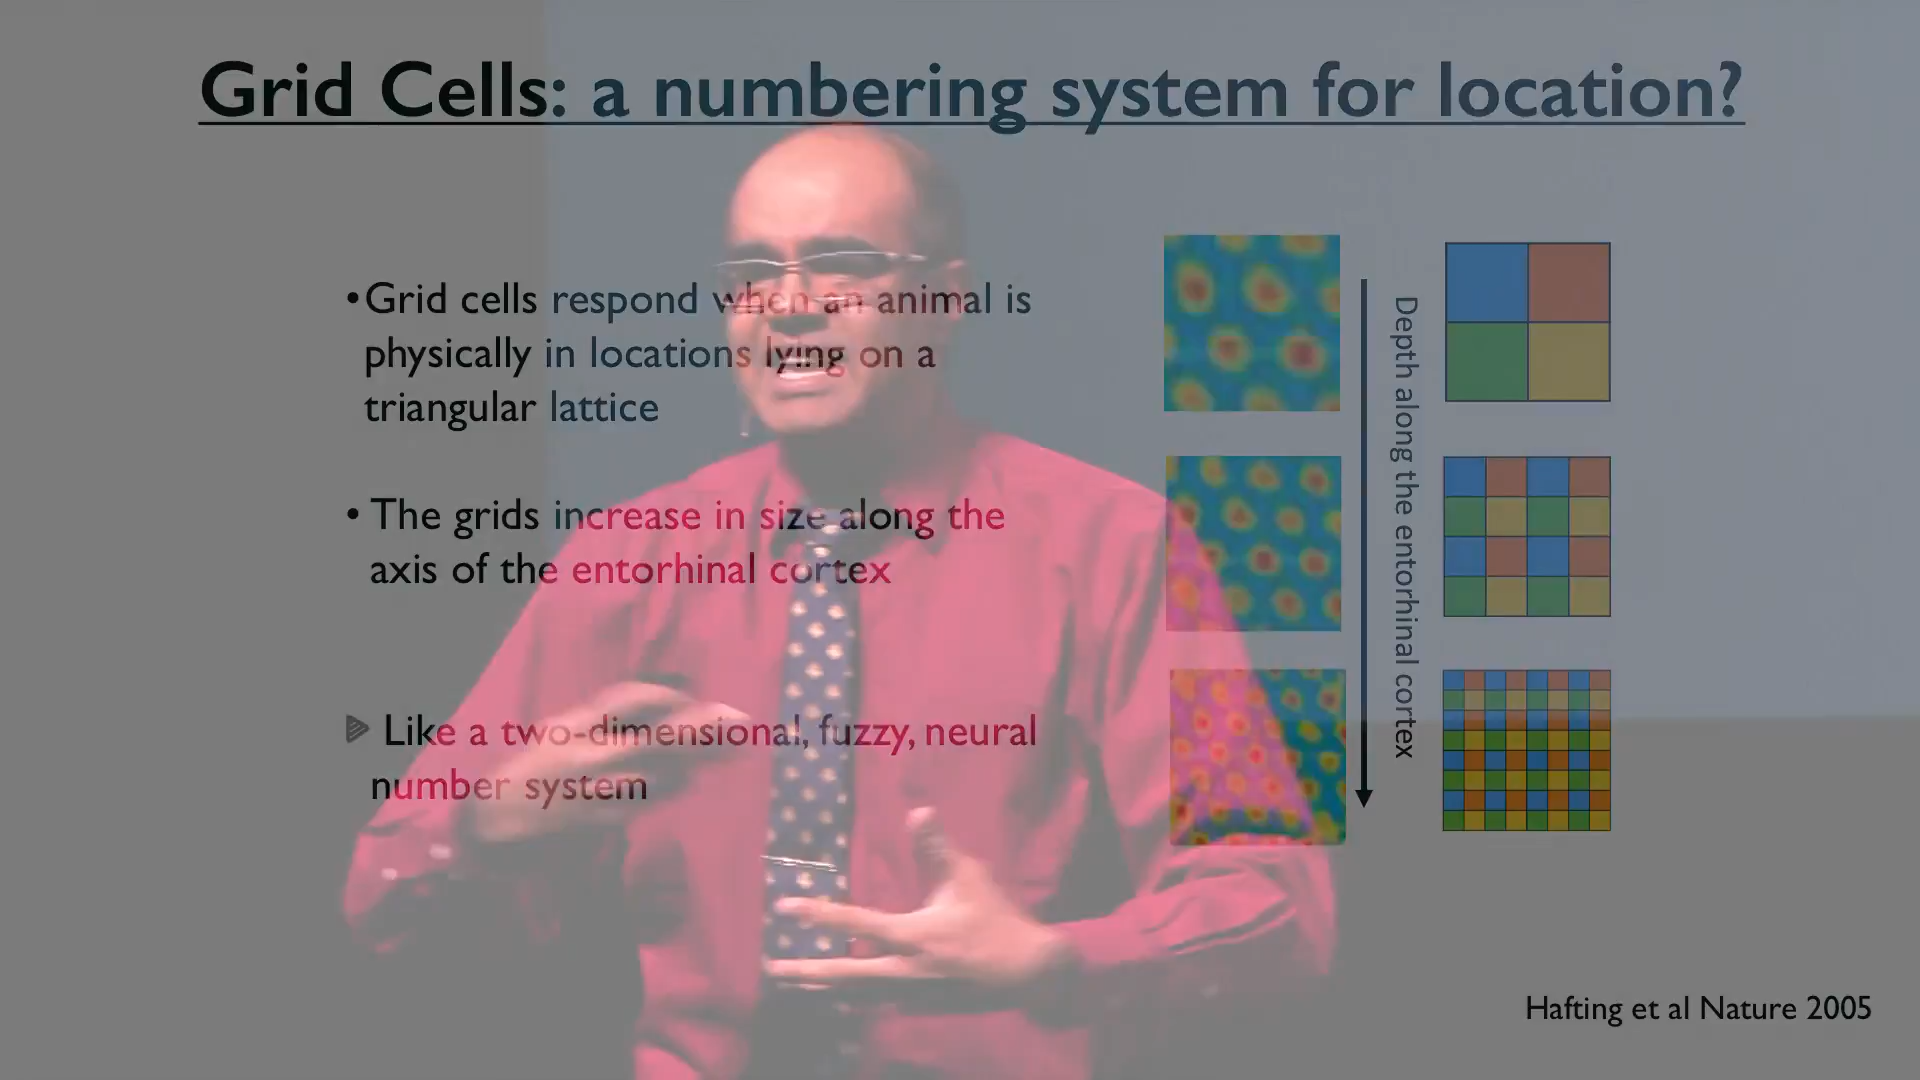 Grid Cells: a numbering system for location?
•Grid cells respond when an animal is
physically in locations lying on a
triangular lattice
• The grids increase in size along the
axis of the entorhinal cortex
Like a two-dimensional, fuzzy, neural
number system
Depth along the entorhinal cortex
Hafting et al Nature 2005